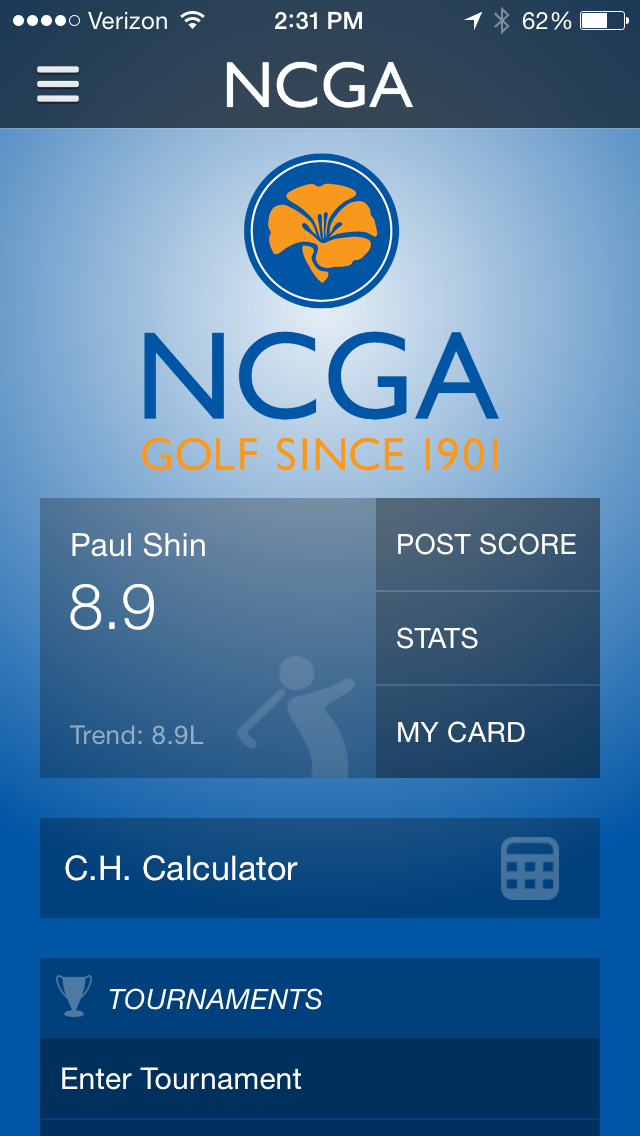 Verizon 2:31 PM 62%
NCGA
NCGA
GOLF SINCE 1901
Paul Shin
8.9
Trend: 8.9L
POST SCORE
STATS
MY CARD
C.H. Calculator
TOURNAMENTS
Enter Tournament